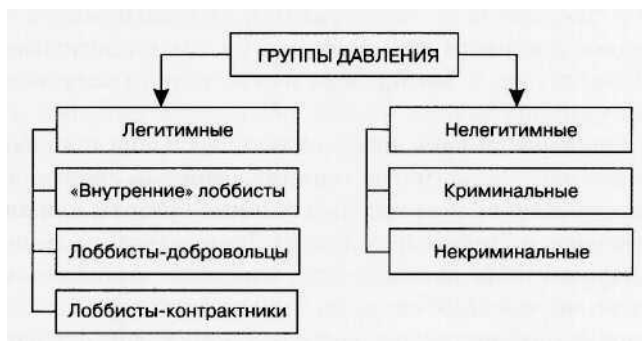 ГРУППЫ ДАВЛЕНИЯ
Легитимные
«Внутренние» лоббисты
Лоббисты-добровольцы
Лоббисты-контрактники
Нелегитимные
Криминальные
Некриминальные